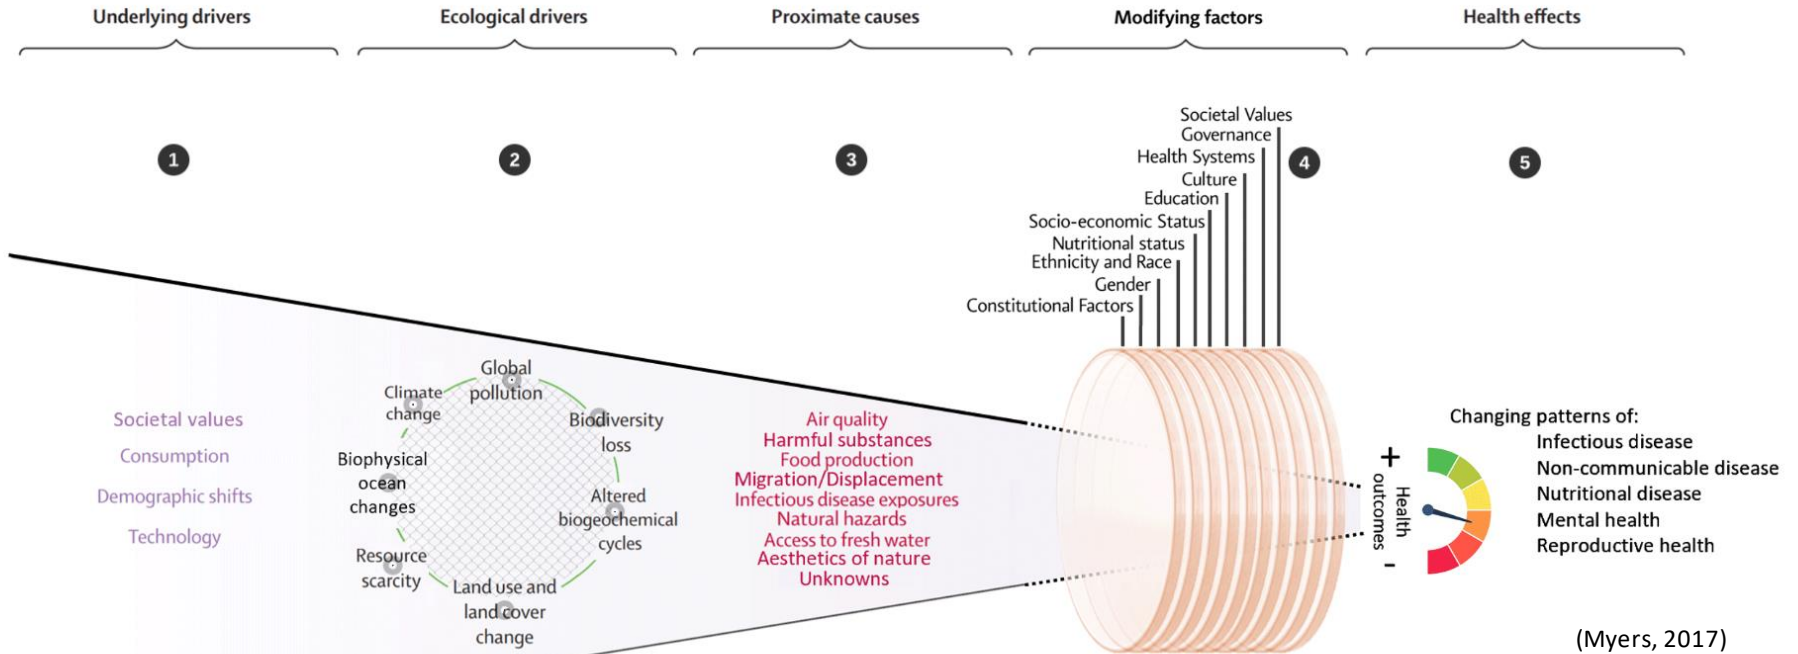 Underlying drivers
Ecological drivers
Proximate causes
Modifying factors
Health effects
1
2
3
4
5
Societal values
Consumption
Demographic shifts
Technology
Global
pollution
Climate
change
Biodiversity
loss
Biophysical
ocean
changes
Altered
biogeochemical
cycles
Resource
scarcity
Land use and
land cover
change
Air quality
Harmful substances
Food production
Migration/Displacement
Infectious disease exposures
Natural hazards
Access to fresh water
Aesthetics of nature
Unknowns
Societal Values
Governance
Health Systems
Culture
Education
Socio-economic Status
Nutritional status
Ethnicity and Race
Gender
Constitutional Factors
+
Health
outcomes
-
Changing patterns of:
Infectious disease
Non-communicable disease
Nutritional disease
Mental health
Reproductive health
(Myers, 2017)